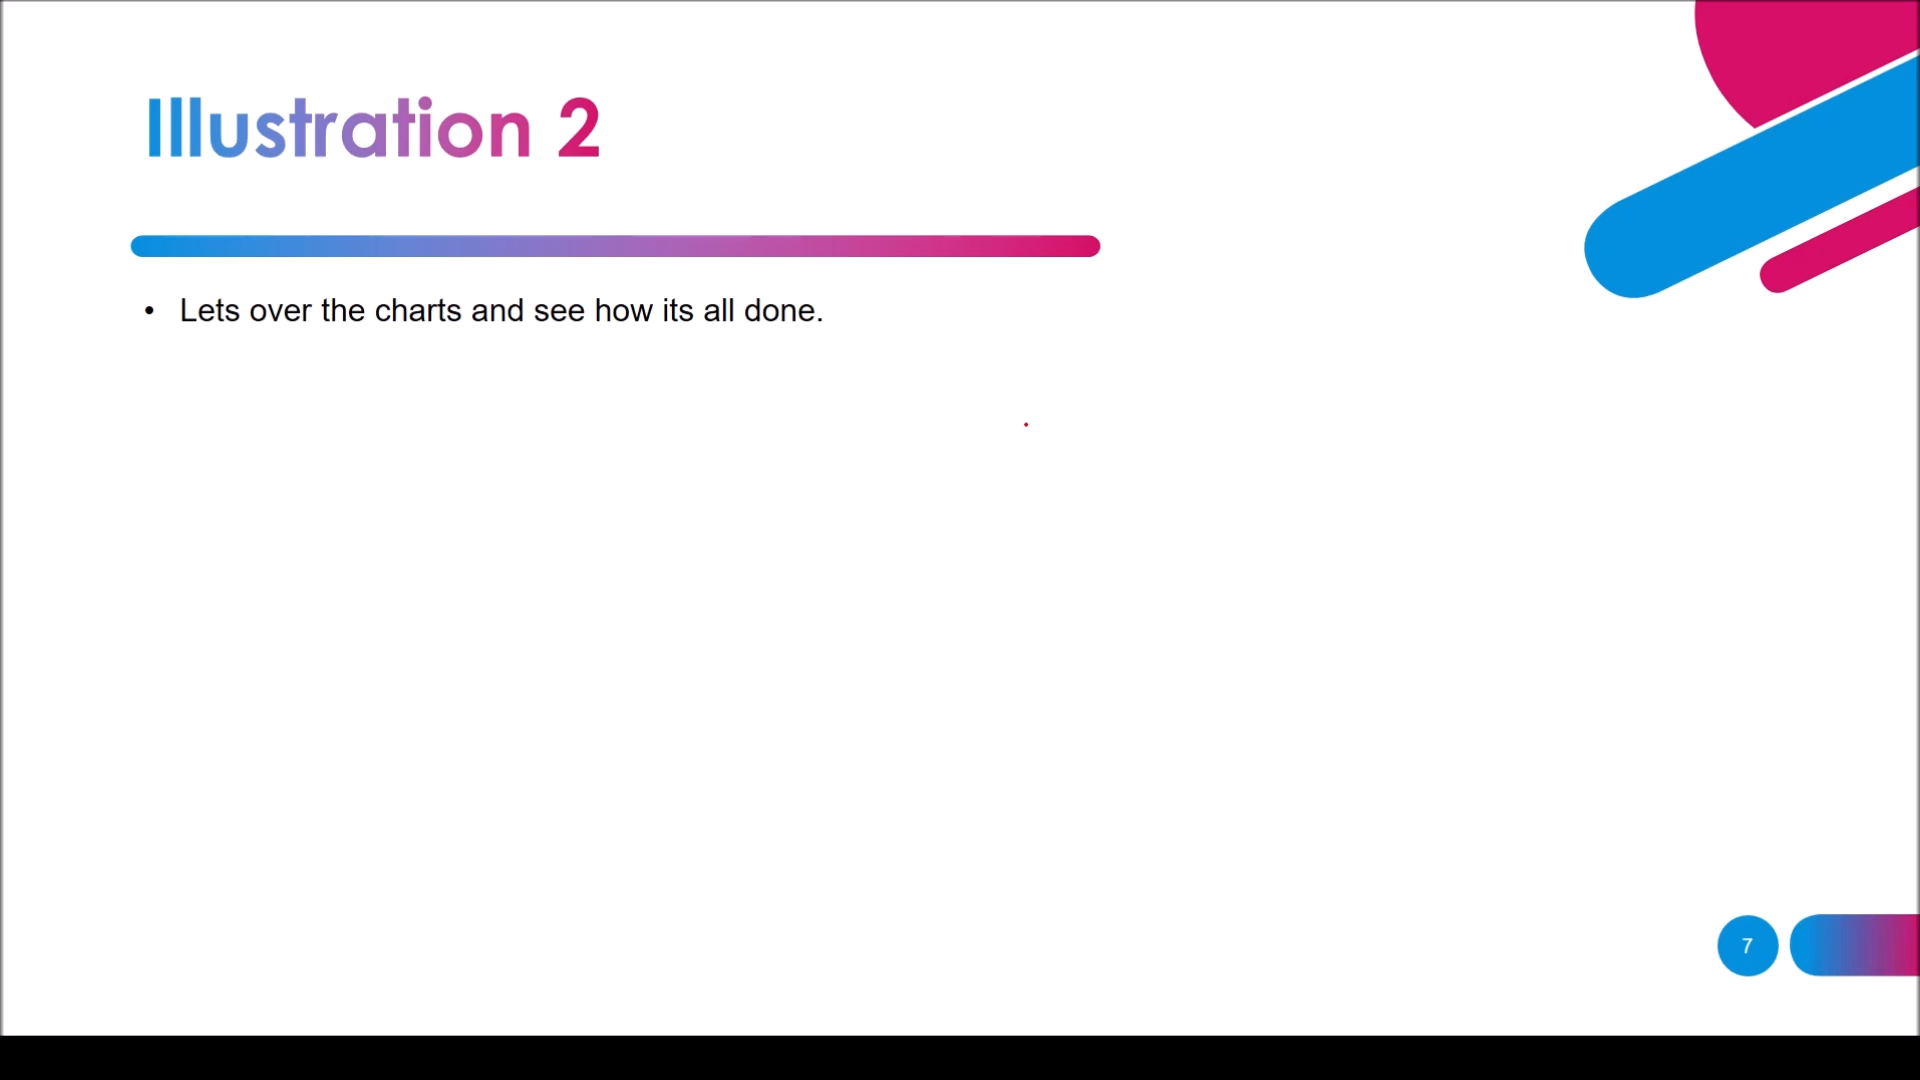 Illustration 2
• Lets over the charts and see how its all done.
7